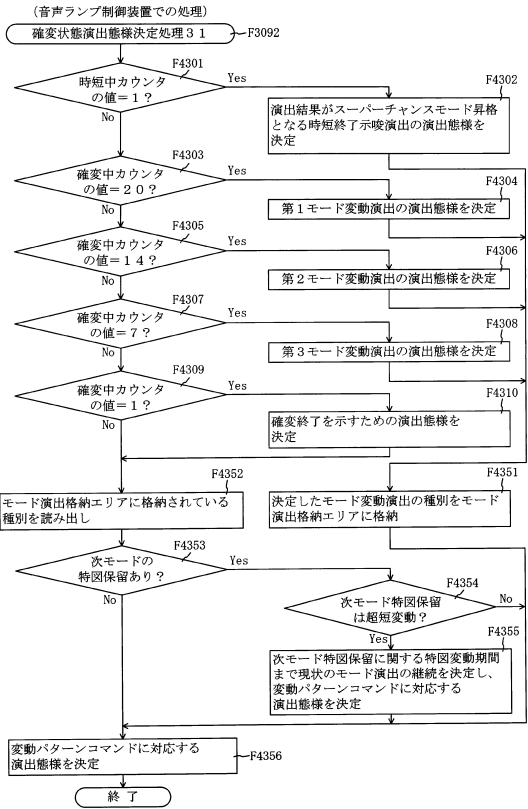 (音声ランプ制御装置での処理)
確変状態演出態様決定処理31
F3092
F4301
時短中カウンタ
の値=1?
Yes
No
F4302
演出結果がスーパーチャンスモード昇格
となる時短終了示唆演出の演出態様を
決定
F4303
確変中カウンタ
の値=20?
Yes
No
F4304
第1モード変動演出の演出態様を決定
F4305
確変中カウンタ
の値=14?
Yes
No
F4306
第2モード変動演出の演出態様を決定
F4307
確変中カウンタ
の値=7?
Yes
No
F4308
第3モード変動演出の演出態様を決定
F4309
確変中カウンタ
の値=1?
Yes
No
F4310
確変終了を示すための演出態様を
決定
F4352
モード演出格納エリアに格納されている
種別を読み出し
F4351
決定したモード変動演出の種別をモード
演出格納エリアに格納
F4353
次モードの
特図保留あり?
Yes
No
F4354
次モード特図保留
は超短変動?
No
Yes
F4355
次モード特図保留に関する特図変動期間
まで現状のモード演出の継続を決定し、
変動パターンコマンドに対応する
演出態様を決定
変動パターンコマンドに対応する
演出態様を決定
F4356
終了